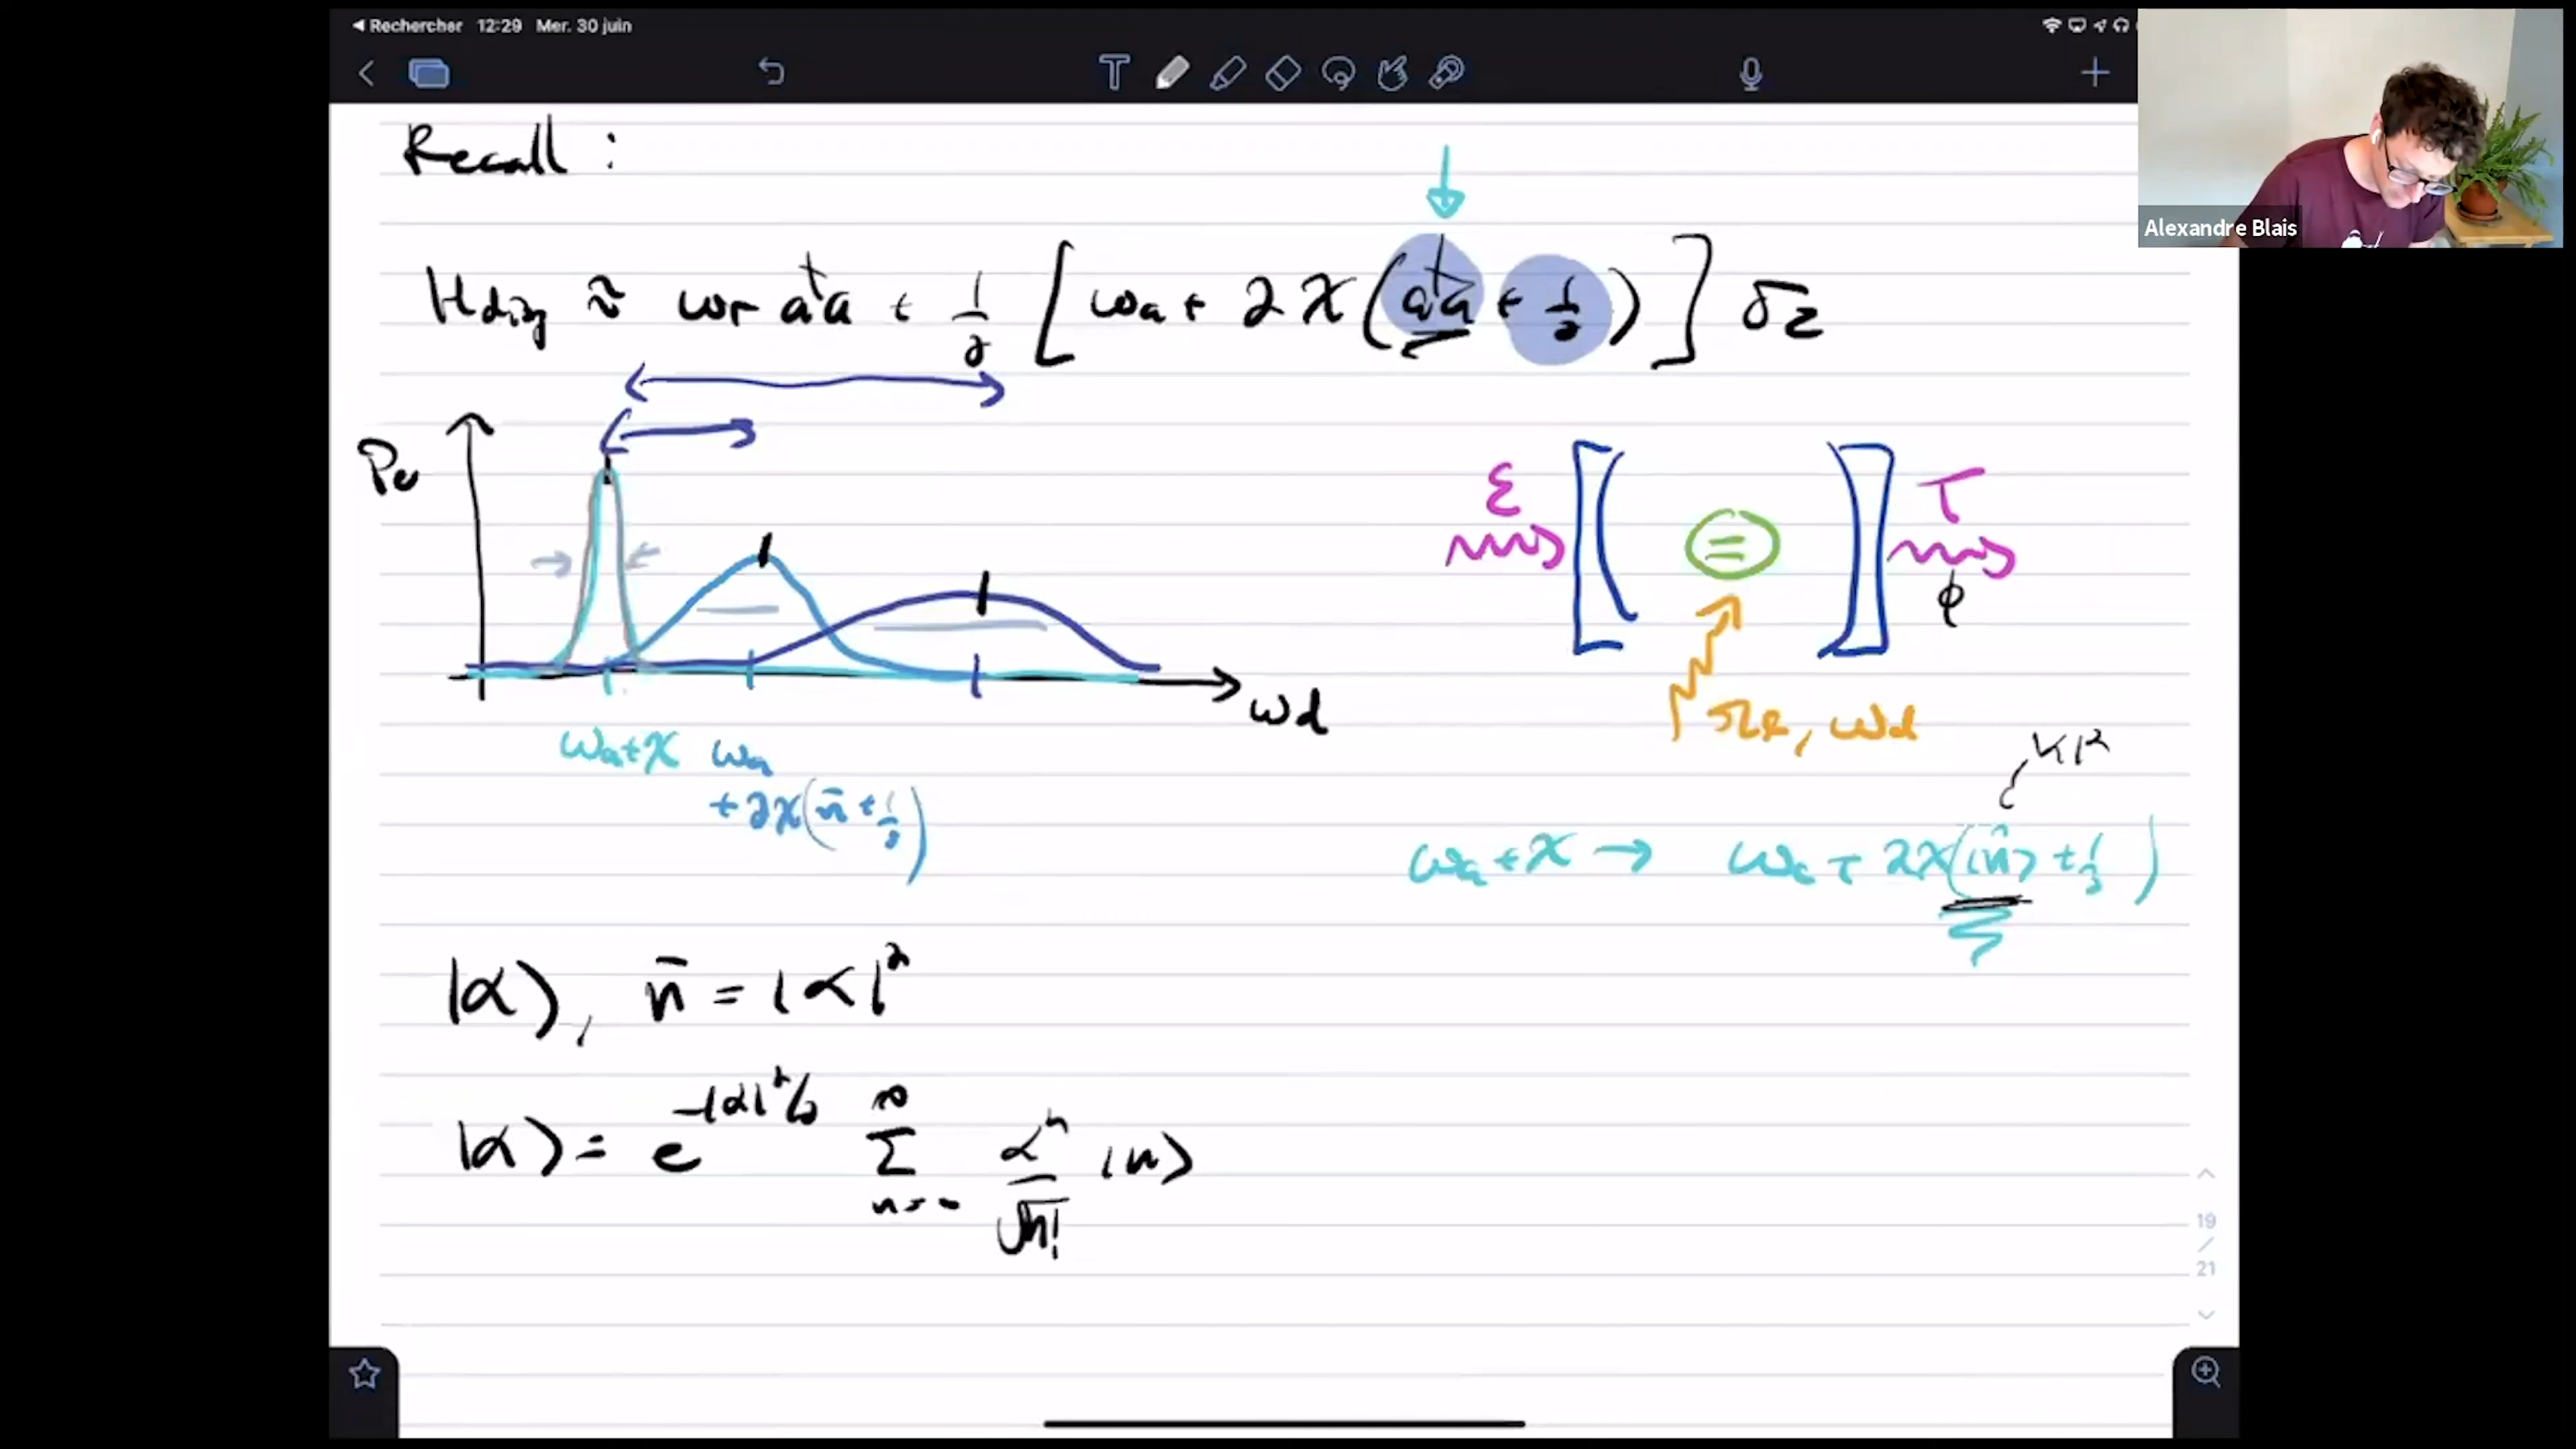 Rechercher 12:29 Mer. 30 juin
T
Alexandre Blais
Recall :
H_disp ≈ ω_r a†a + 1/2 [ω_a + 2χ(a†a + 1/2)] σ_z
P_e
ε
T
φ
Ω_R, ω_d
ω_d
ω_a+χ ω_a
+2χ(n̄ + 1/2)
|α|²
ω_a + χ → ω_a + 2χ(⟨n̂⟩ + 1/2)
|α⟩, n̄ = |α|²
|α⟩ = e^{-|α|²/2} ∑_{n=0}^{∞} α^n/√n! |n⟩
19
/
21